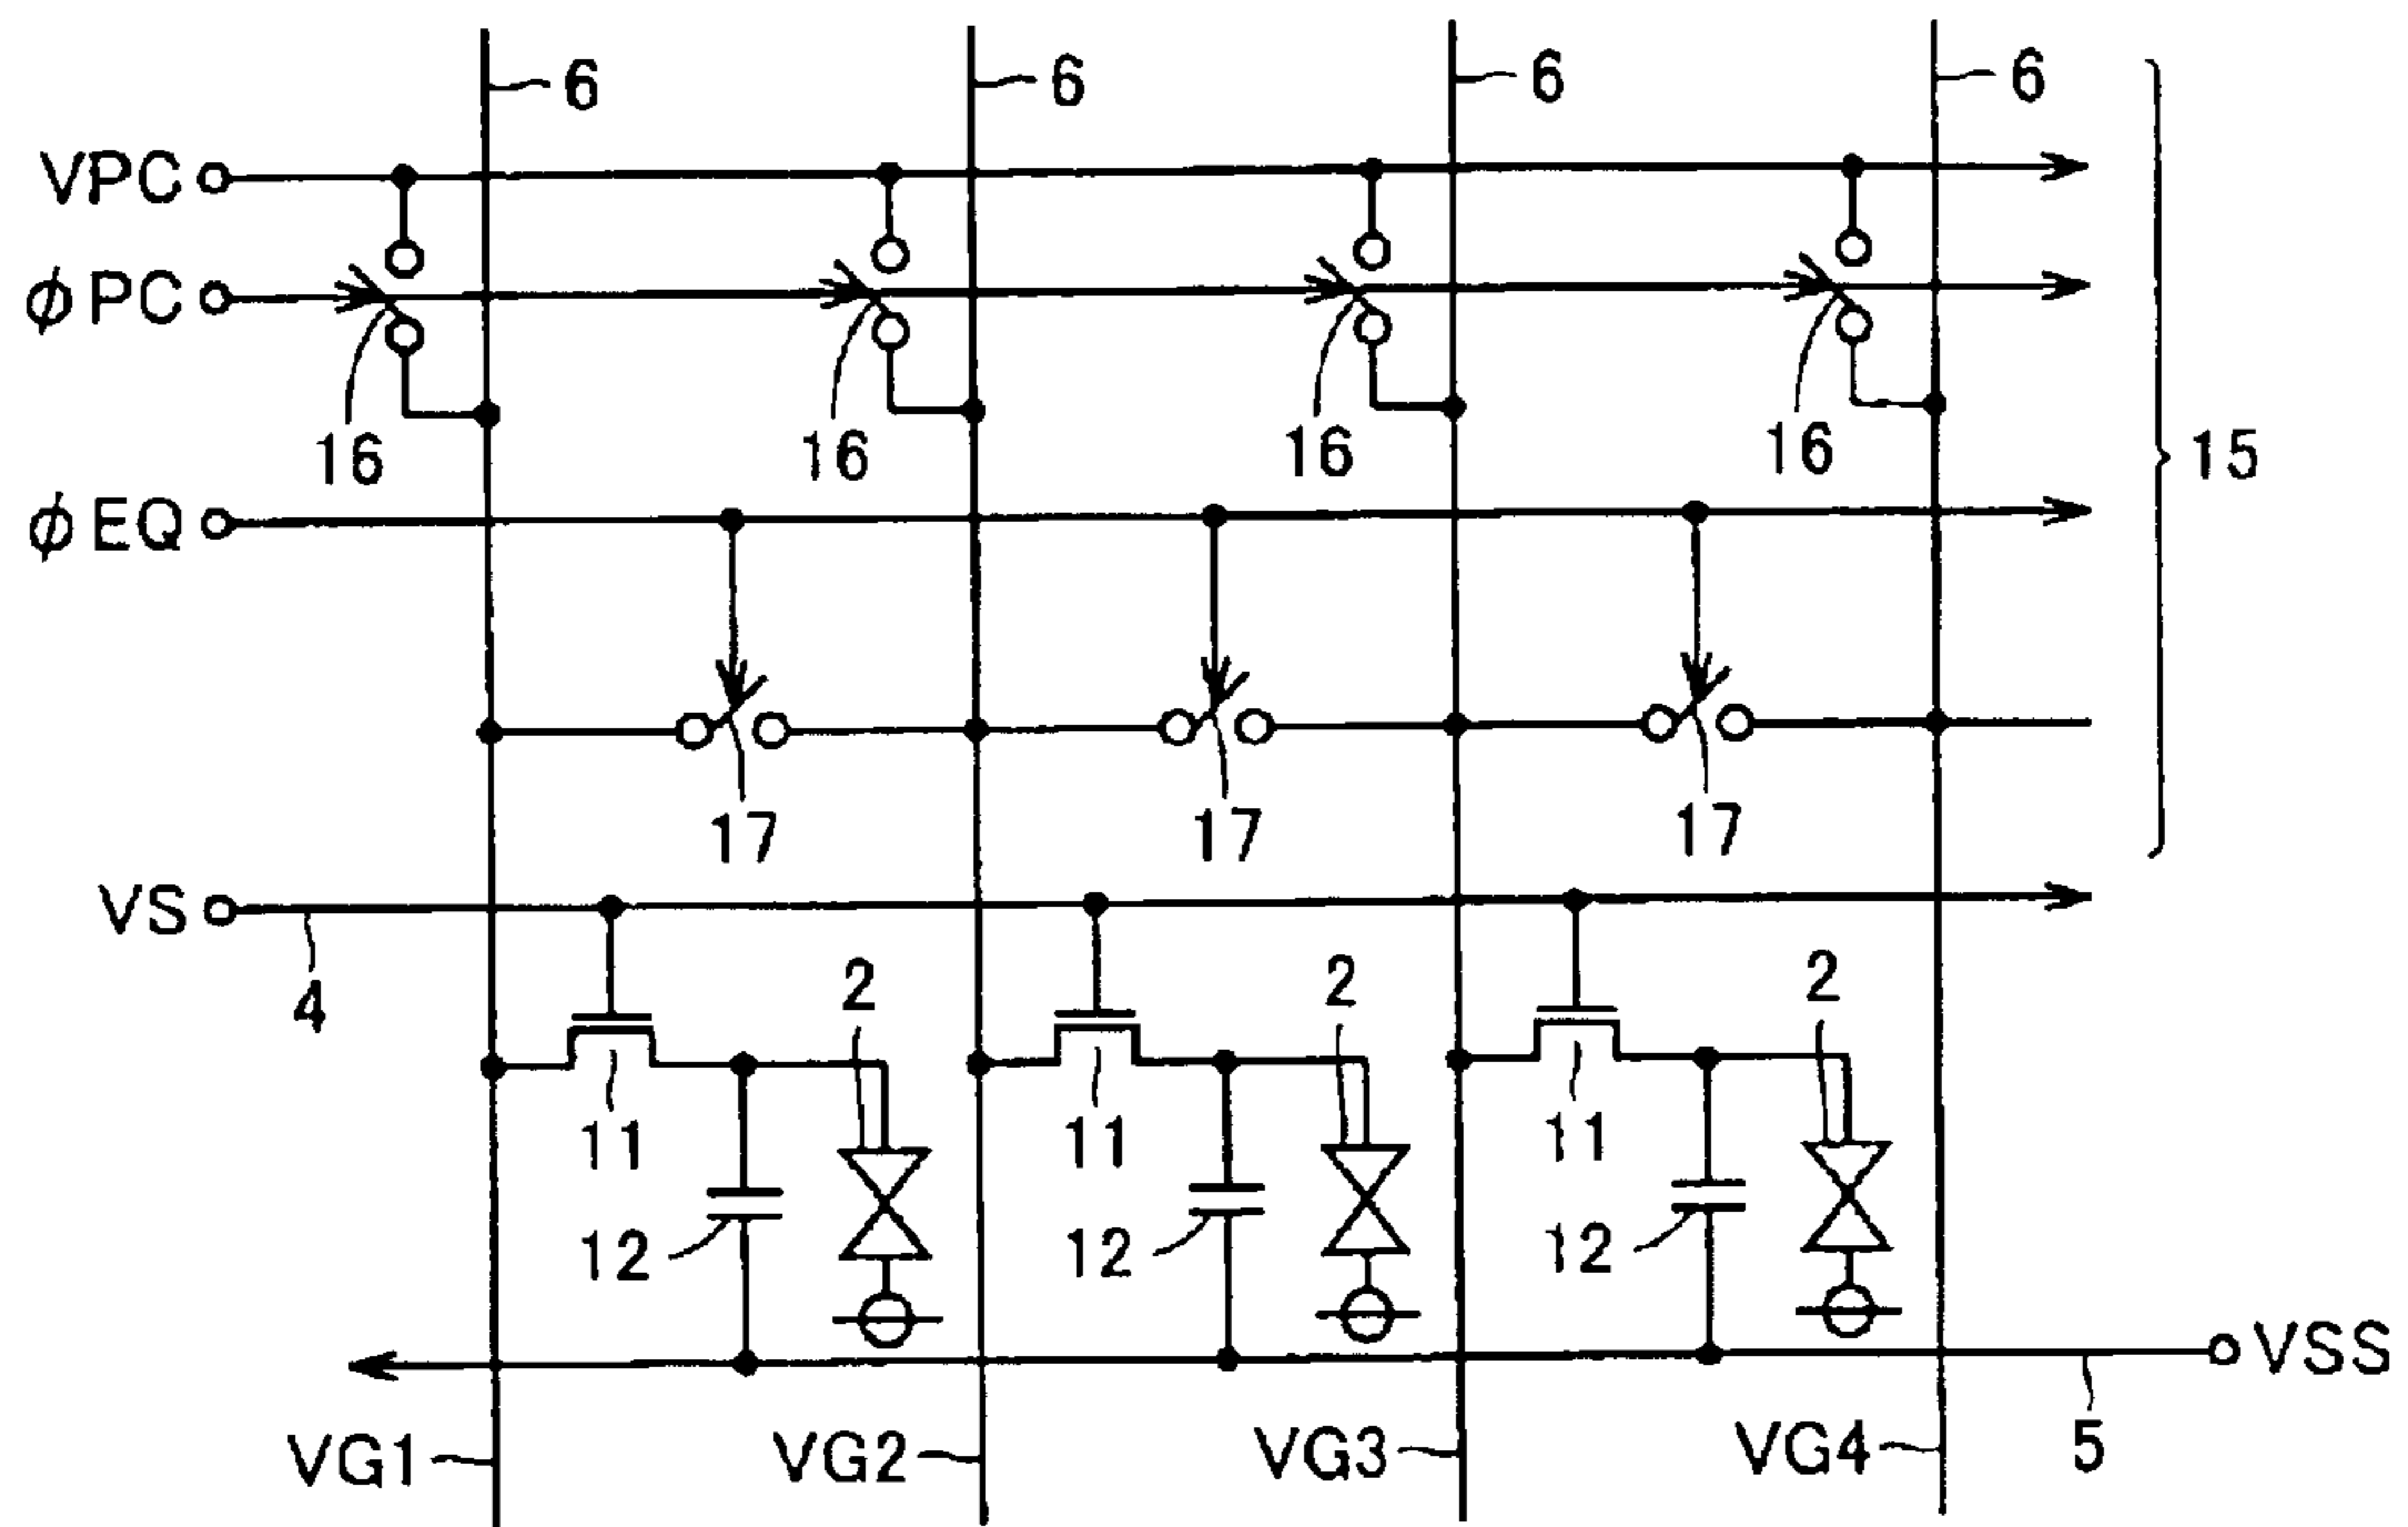 6 6 6 6
VPC
φPC
16 16 16 16
15
φEQ
17 17 17
VS
4
2 2 2
11 11 11
12 12 12
VSS
VG1 VG2 VG3 VG4 5